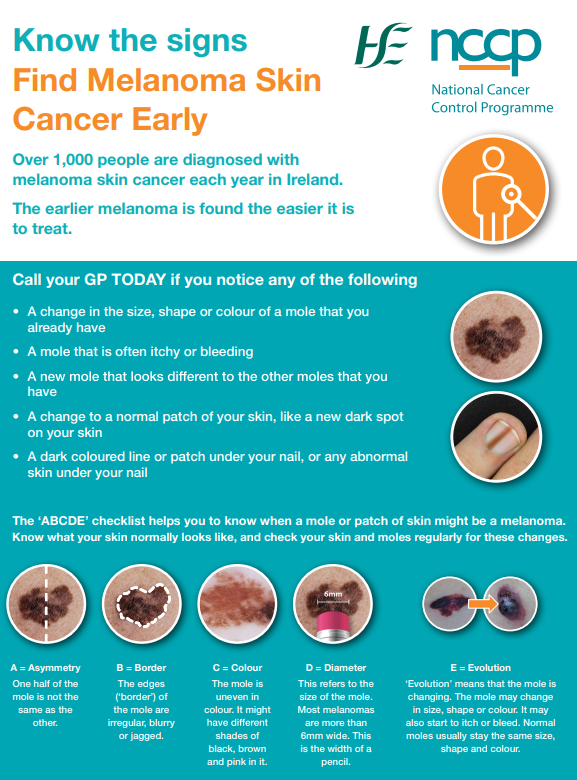 Know the signs
Find Melanoma Skin
Cancer Early
HSE
nccp
National Cancer
Control Programme
Over 1,000 people are diagnosed with
melanoma skin cancer each year in Ireland.
The earlier melanoma is found the easier it is
to treat.
Call your GP TODAY if you notice any of the following
• A change in the size, shape or colour of a mole that you
already have
• A mole that is often itchy or bleeding
• A new mole that looks different to the other moles that you
have
• A change to a normal patch of your skin, like a new dark spot
on your skin
• A dark coloured line or patch under your nail, or any abnormal
skin under your nail
The ‘ABCDE’ checklist helps you to know when a mole or patch of skin might be a melanoma.
Know what your skin normally looks like, and check your skin and moles regularly for these changes.
6mm
A = Asymmetry
One half of the
mole is not the
same as the
other.
B = Border
The edges
(‘border’) of
the mole are
irregular, blurry
or jagged.
C = Colour
The mole is
uneven in
colour. It might
have different
shades of
black, brown
and pink in it.
D = Diameter
This refers to the
size of the mole.
Most melanomas
are more than
6mm wide. This
is the width of a
pencil.
E = Evolution
‘Evolution’ means that the mole is
changing. The mole may change
in size, shape or colour. It may
also start to itch or bleed. Normal
moles usually stay the same size,
shape and colour.